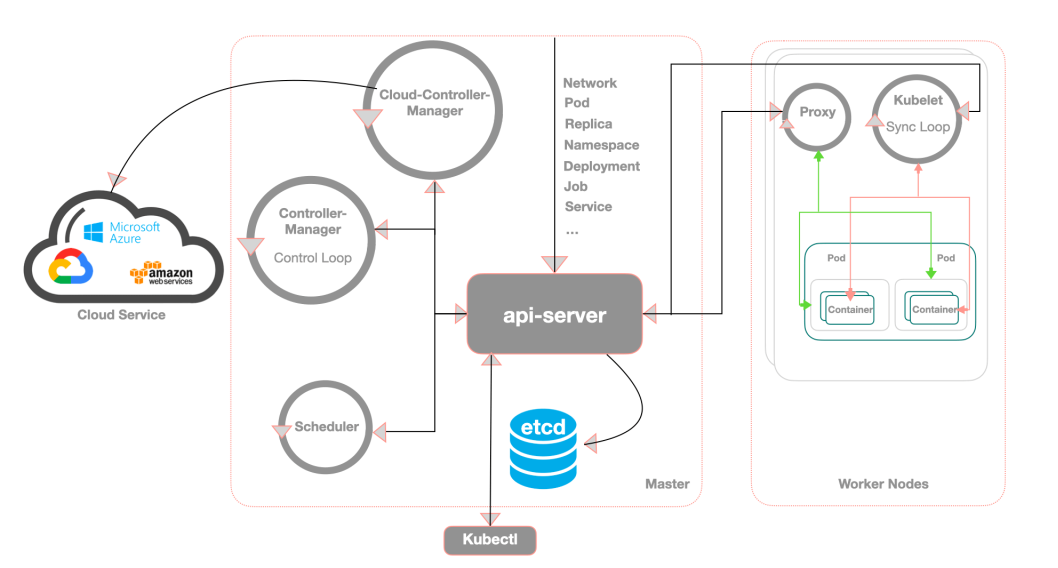 Cloud-Controller-
Manager
Network
Pod
Replica
Namespace
Deployment
Job
Service
...
Proxy
Kubelet
Sync Loop
Microsoft
Azure
amazon
webservices
Cloud Service
Controller-
Manager
Control Loop
api-server
Pod
Pod
Container
Container
Scheduler
etcd
Master
Worker Nodes
Kubectl